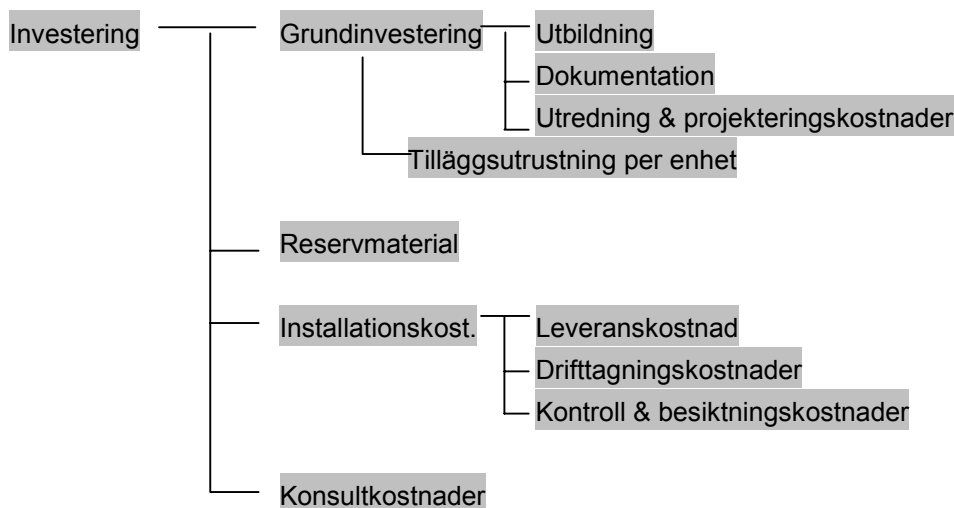 Investering
Grundinvestering
Utbildning
Dokumentation
Utredning & projekteringskostnader
Tilläggsutrustning per enhet
Reservmaterial
Installationskost.
Leveranskostnad
Drifttagningskostnader
Kontroll & besiktningskostnader
Konsultkostnader